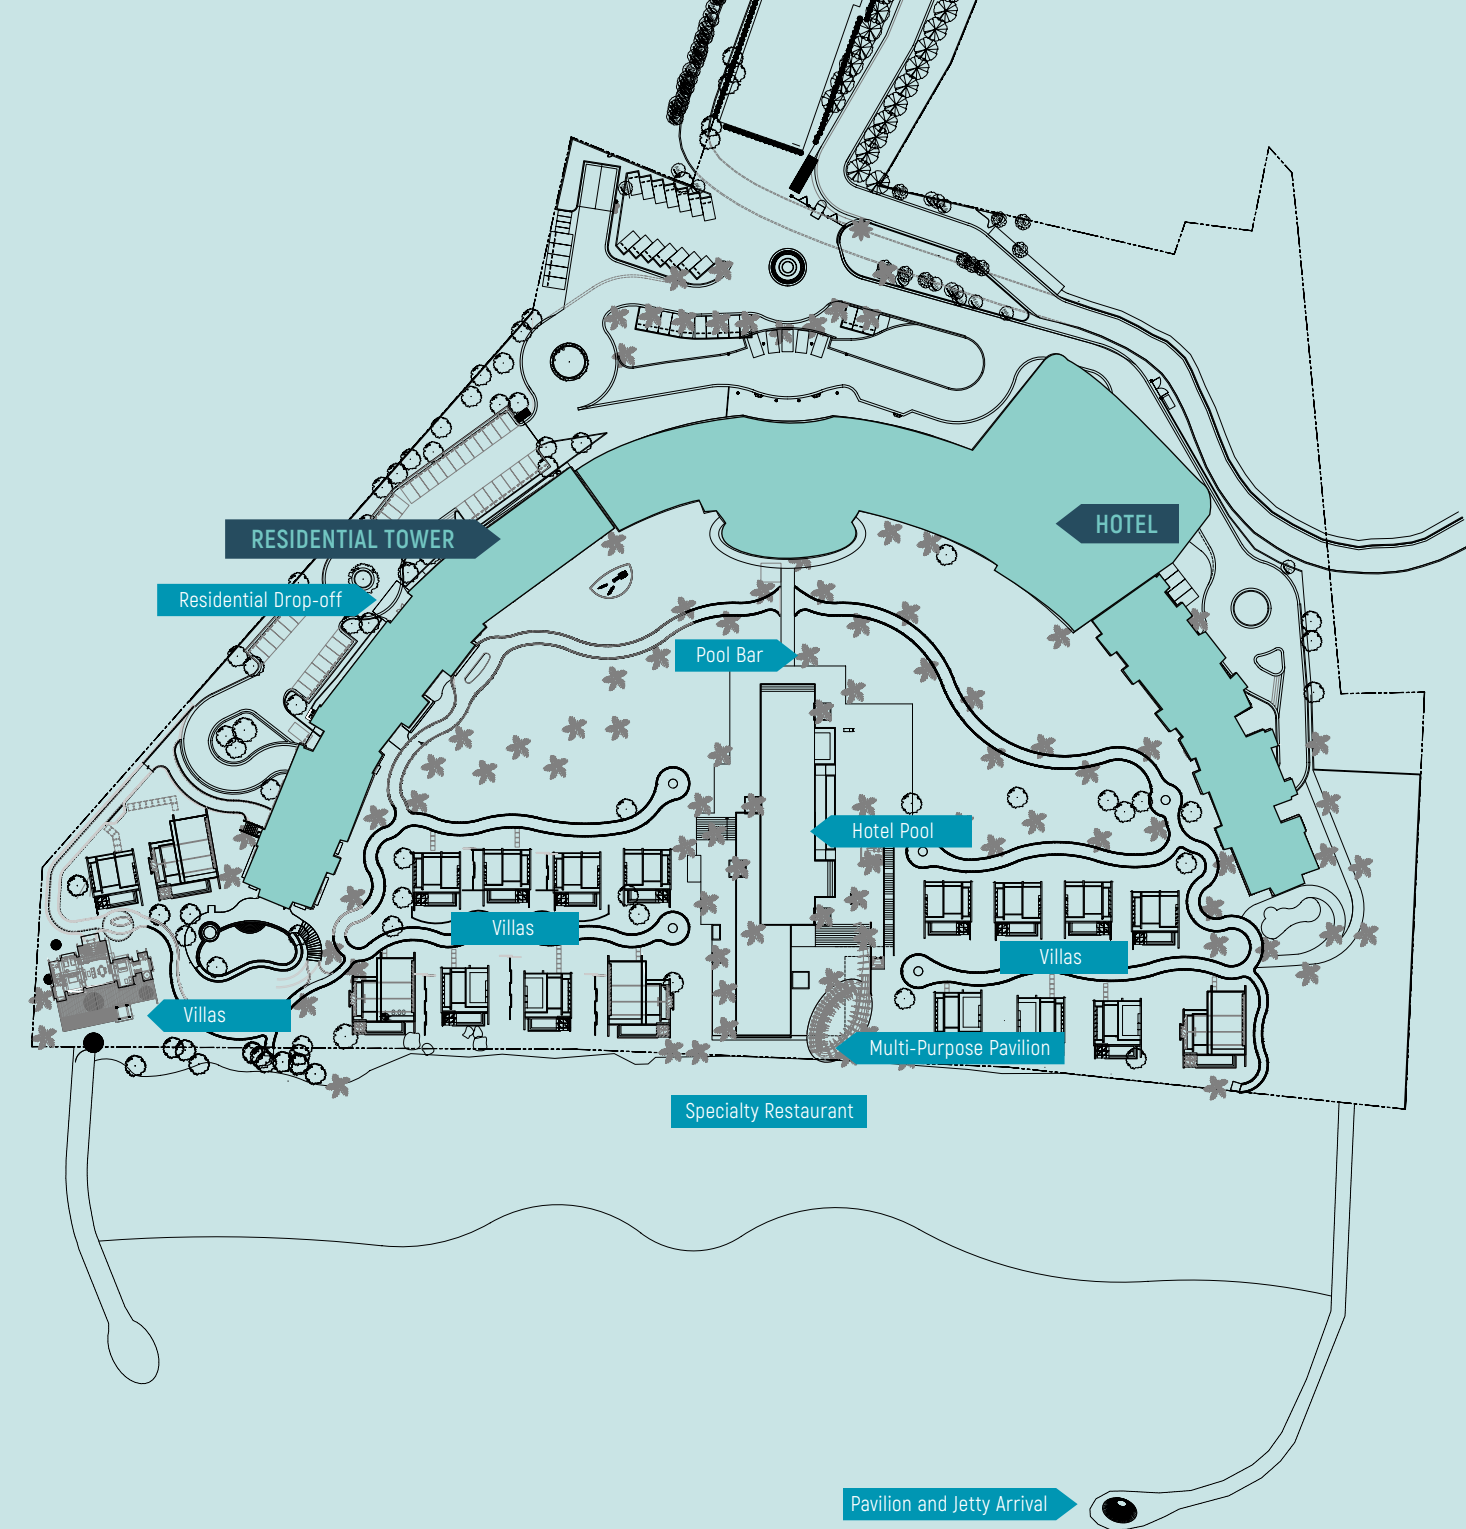 HOTEL
RESIDENTIAL TOWER
Residential Drop-off
Pool Bar
Hotel Pool
Villas
Villas
Villas
Multi-Purpose Pavilion
Specialty Restaurant
Pavilion and Jetty Arrival